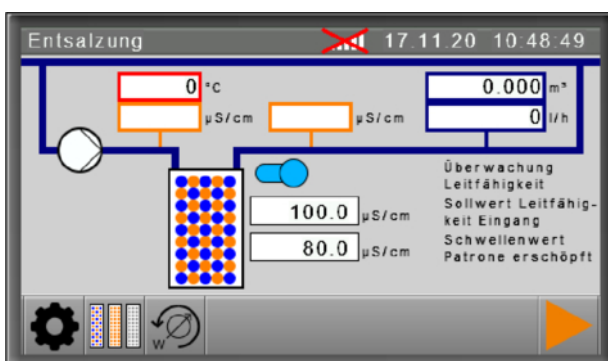 Entsalzung 17.11.20 10:48:49
0 °C
0.000 m³
µS/cm
µS/cm
0 l/h
Überwachung
Leitfähigkeit
100.0 µS/cm
Sollwert Leitfähig-
keit Eingang
80.0 µS/cm
Schwellenwert
Patrone erschöpft
W